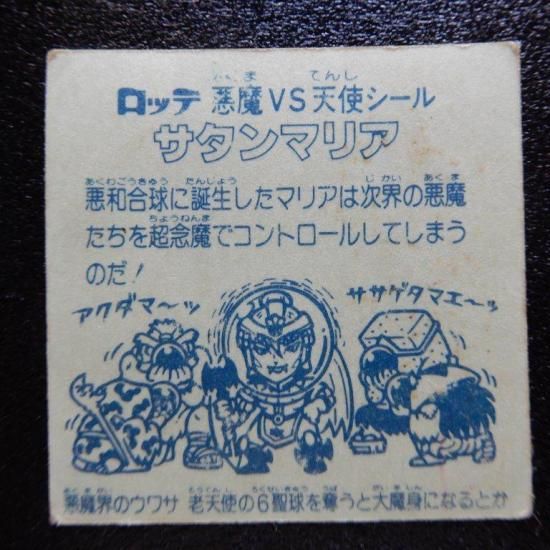 ロッテ 悪魔VS天使シール
サタンマリア
悪和合球に誕生したマリアは次界の悪魔
たちを超念魔でコントロールしてしまう
のだ！
アクダマ〜ッ
ササゲタマエ〜ッ
悪魔界のウワサ 老天使の6聖球を奪うと大魔身になるとか